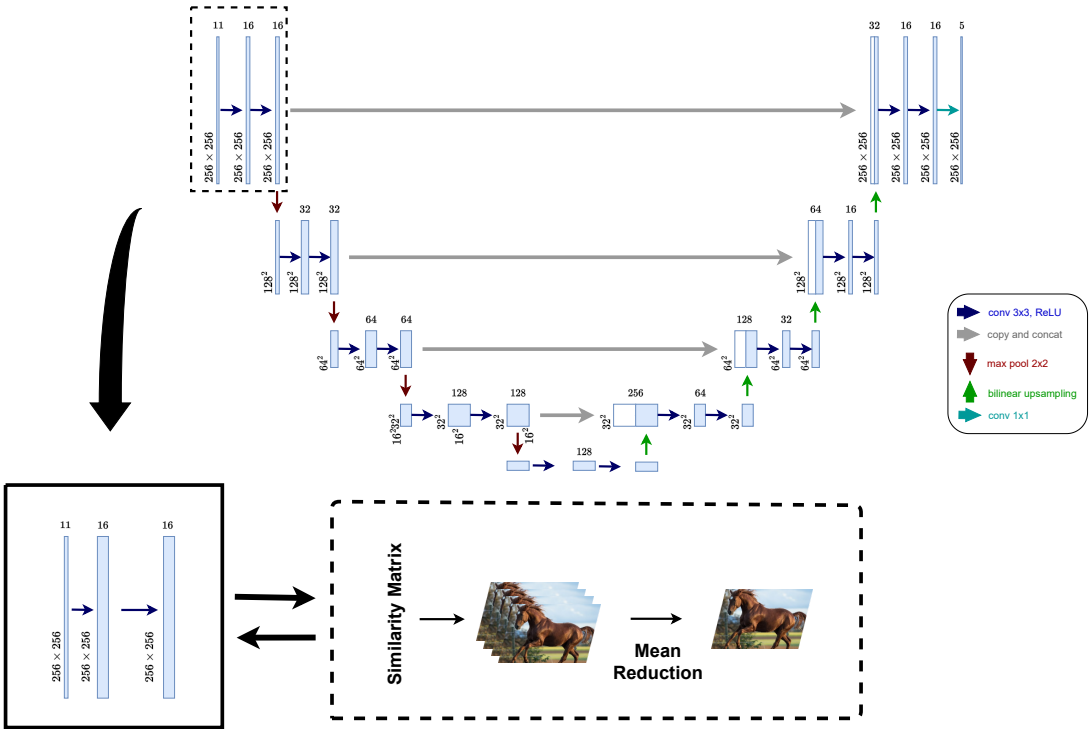 11 16 16
256 × 256 256 × 256 256 × 256
32 16 16 5
256 × 256 256 × 256 256 × 256 256 × 256
32 32
128² 128² 128²
64 16
128² 128² 128²
64 64
64² 64² 64²
128 32
64² 64² 64²
128 128
32² 32² 32²
16² 16² 16²
256 64
32² 32² 32²
128
conv 3x3, ReLU
copy and concat
max pool 2x2
bilinear upsampling
conv 1x1
11 16 16
256 × 256 256 × 256 256 × 256
Similarity Matrix
Mean
Reduction